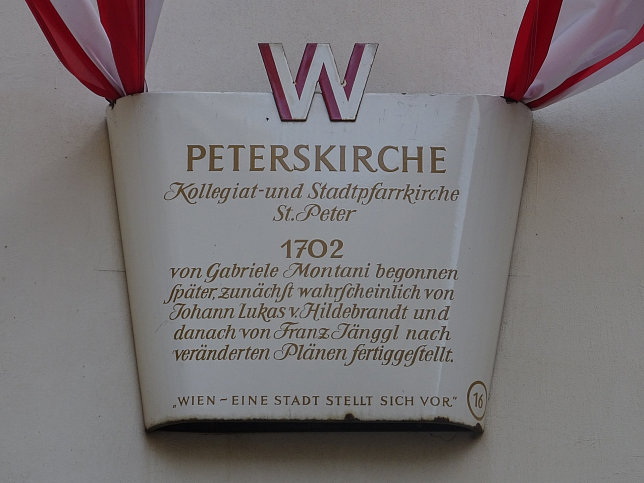 W
PETERSKIRCHE
Kollegiat-und Stadtpfarrkirche
St. Peter
1702
von Gabriele Montani begonnen
ſpäter, zunächſt wahrſcheinlich von
Johann Lukas v. Hildebrandt und
danach von Franz Jänggl nach
veränderten Plänen fertiggeſtellt.
„WIEN – EINE STADT STELLT SICH VOR“
16